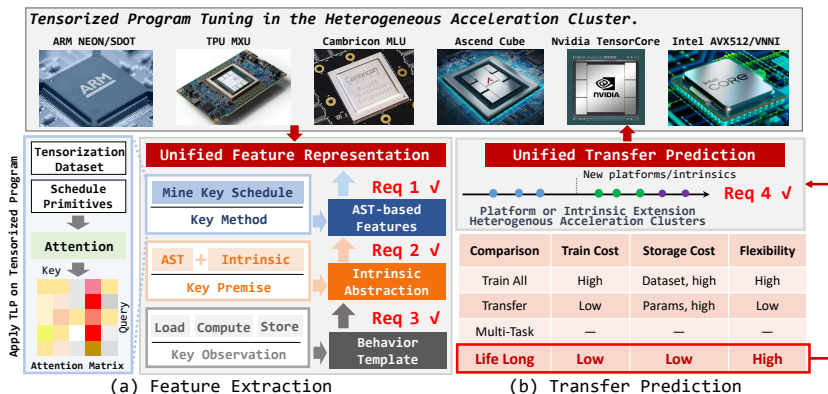 Tensorized Program Tuning in the Heterogeneous Acceleration Cluster.
ARM NEON/SDOT
TPU MXU
Cambricon MLU
Ascend Cube
Nvidia TensorCore
Intel AVX512/VNNI
ARM
Cambricon
NVIDIA
intel
CORE
Apply TLP on Tensorized Program
Tensorization
Dataset
Schedule
Primitives
Attention
Key
Query
Attention Matrix
Unified Feature Representation
Mine Key Schedule
Key Method
Req 1 √
AST-based
Features
AST + Intrinsic
Key Premise
Req 2 √
Intrinsic
Abstraction
Load Compute Store
Key Observation
Req 3 √
Behavior
Template
(a) Feature Extraction
Unified Transfer Prediction
New platforms/intrinsics
Req 4 √
Platform or Intrinsic Extension
Heterogenous Acceleration Clusters
Comparison Train Cost Storage Cost Flexibility
Train All High Dataset, high High
Transfer Low Params, high Low
Multi-Task — — —
Life Long Low Low High
(b) Transfer Prediction